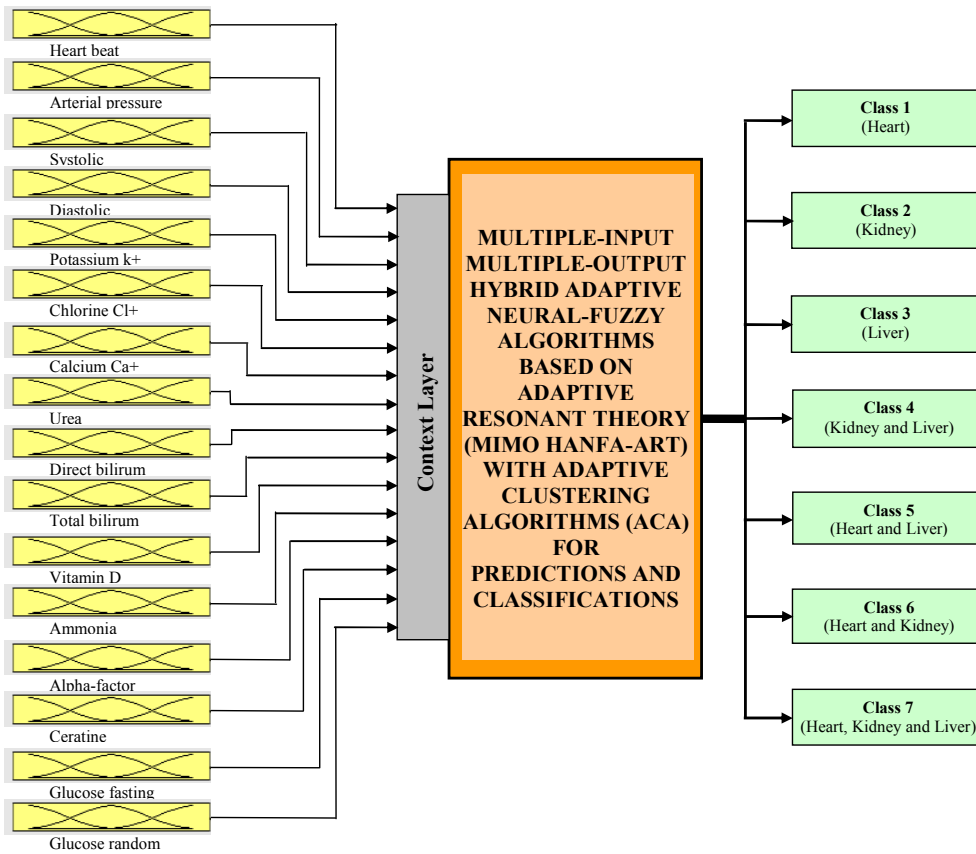 Heart beat
Arterial pressure
Systolic
Diastolic
Potassium k+
Chlorine Cl+
Calcium Ca+
Urea
Direct bilirum
Total bilirum
Vitamin D
Ammonia
Alpha-factor
Ceratine
Glucose fasting
Glucose random
Context Layer
MULTIPLE-INPUT
MULTIPLE-OUTPUT
HYBRID ADAPTIVE
NEURAL-FUZZY
ALGORITHMS
BASED ON
ADAPTIVE
RESONANT THEORY
(MIMO HANFA-ART)
WITH ADAPTIVE
CLUSTERING
ALGORITHMS (ACA)
FOR
PREDICTIONS AND
CLASSIFICATIONS
Class 1
(Heart)
Class 2
(Kidney)
Class 3
(Liver)
Class 4
(Kidney and Liver)
Class 5
(Heart and Liver)
Class 6
(Heart and Kidney)
Class 7
(Heart, Kidney and Liver)